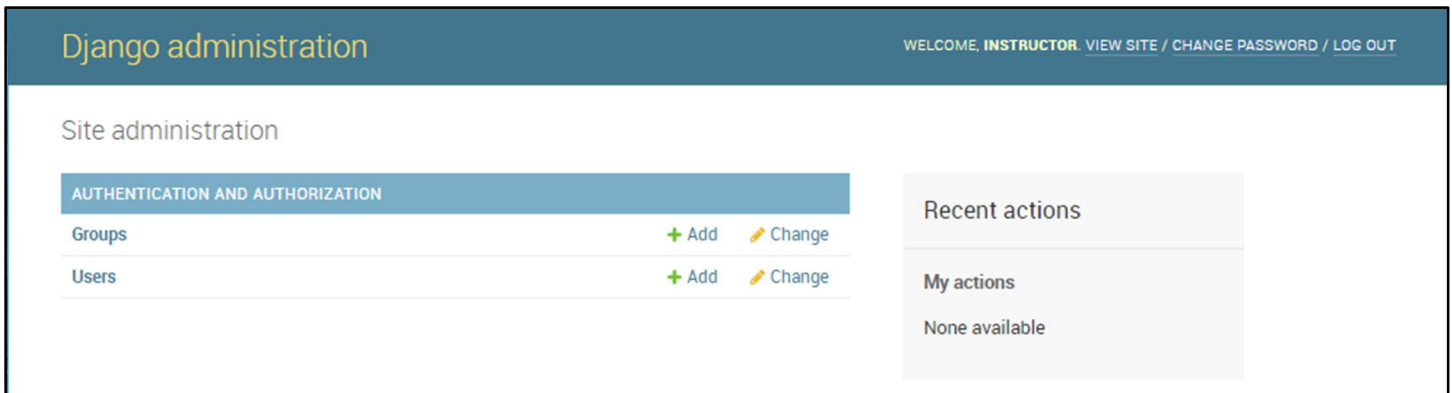 Django administration
WELCOME, INSTRUCTOR. VIEW SITE / CHANGE PASSWORD / LOG OUT
Site administration
AUTHENTICATION AND AUTHORIZATION
Groups Add Change
Users Add Change
Recent actions
My actions
None available